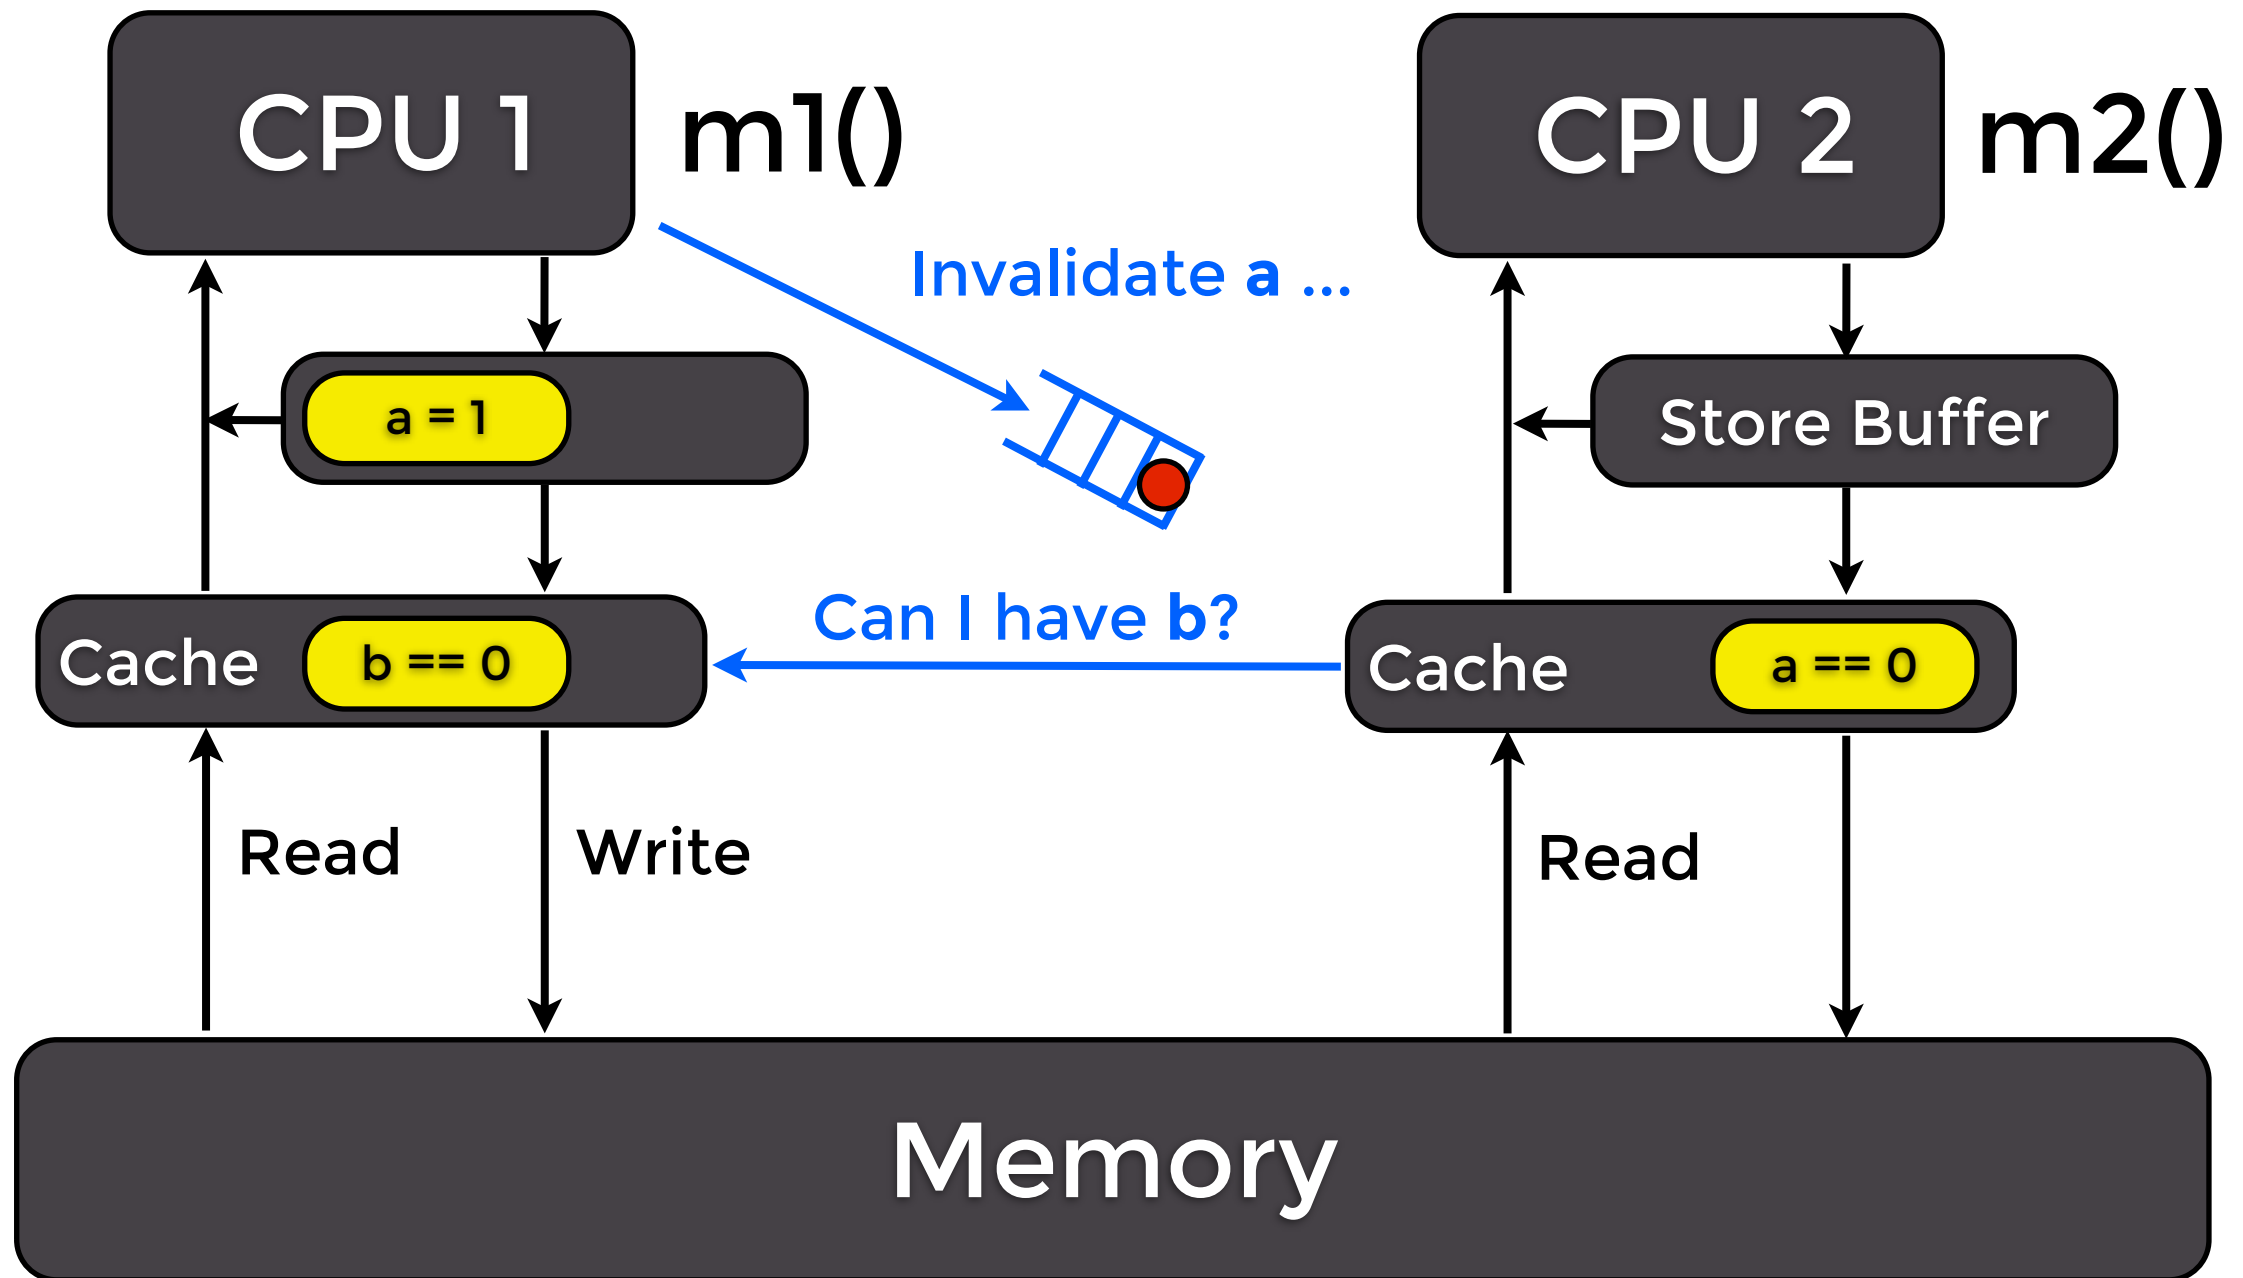 CPU 1
m1()
CPU 2
m2()
Invalidate a ...
a = 1
Store Buffer
Can I have b?
Cache
b == 0
Cache
a == 0
Read
Write
Read
Memory